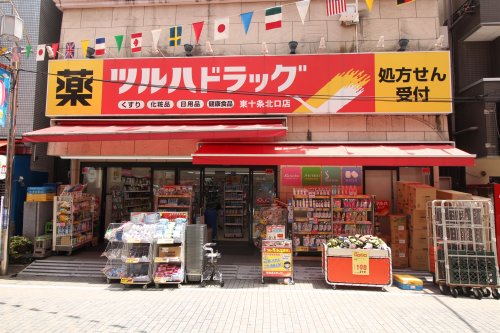 薬
ツルハドラッグ
くすり 化粧品 日用品 健康食品 東十条北口店
処方せん
受付